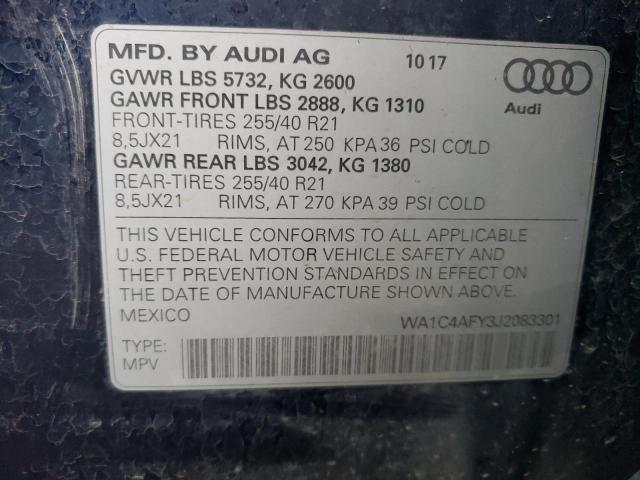 MFD. BY AUDI AG 10 17
GVWR LBS 5732, KG 2600
GAWR FRONT LBS 2888, KG 1310
FRONT-TIRES 255/40 R21
8,5JX21 RIMS, AT 250 KPA 36 PSI COLD
GAWR REAR LBS 3042, KG 1380
REAR-TIRES 255/40 R21
8,5JX21 RIMS, AT 270 KPA 39 PSI COLD
Audi
THIS VEHICLE CONFORMS TO ALL APPLICABLE
U.S. FEDERAL MOTOR VEHICLE SAFETY AND
THEFT PREVENTION STANDARDS IN EFFECT ON
THE DATE OF MANUFACTURE SHOWN ABOVE.
MEXICO WA1C4AFY3J2083301
TYPE:
MPV